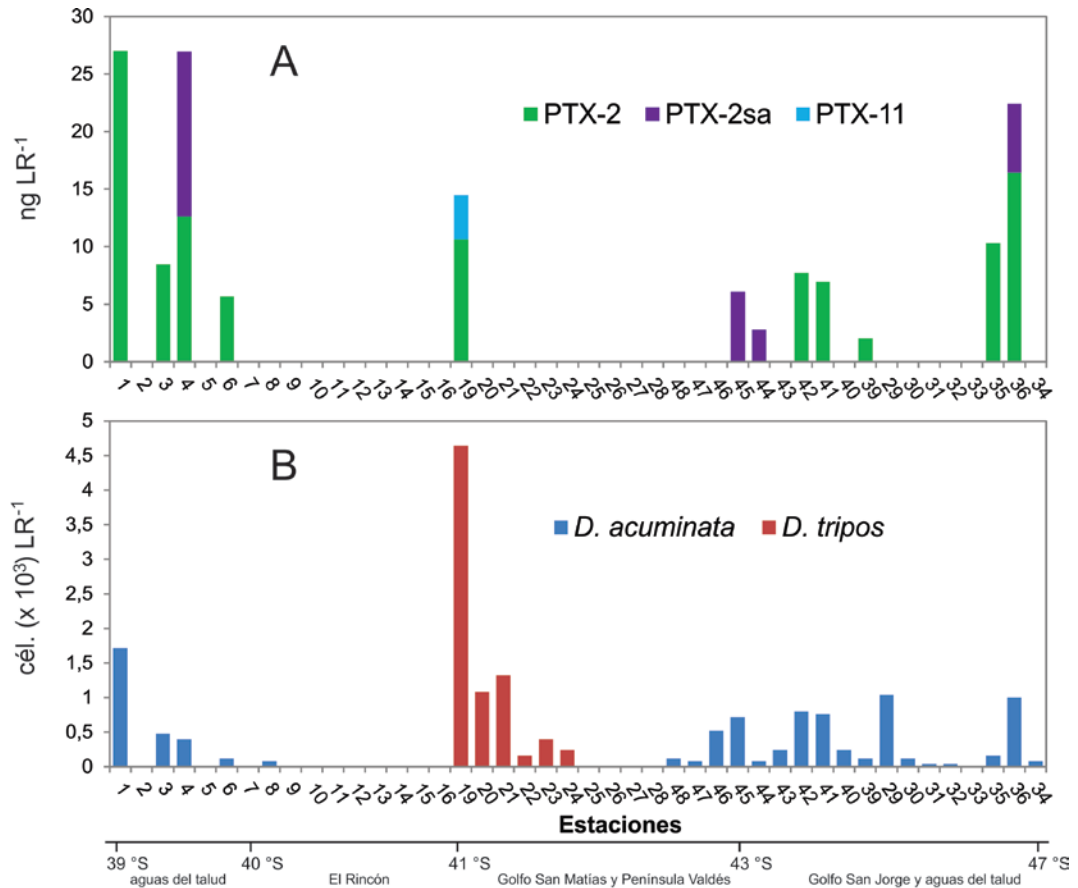 30
25
20
15
10
5
0
ng LR⁻¹
A
PTX-2 PTX-2sa PTX-11
1 2 3 4 5 6 7 8 9 10 11 12 13 14 15 16 19 20 21 22 23 24 25 26 27 28 48 47 46 45 44 43 42 41 40 39 29 30 31 32 33 35 36 34
5
4,5
4
3,5
3
2,5
2
1,5
1
0,5
0
cél. (x 10³) LR⁻¹
B
D. acuminata D. tripos
1 2 3 4 5 6 7 8 9 10 11 12 13 14 15 16 19 20 21 22 23 24 25 26 27 28 48 47 46 45 44 43 42 41 40 39 29 30 31 32 33 35 36 34
Estaciones
39 °S 40 °S 41 °S 43 °S 47 °S
aguas del talud El Rincón Golfo San Matías y Península Valdés Golfo San Jorge y aguas del talud